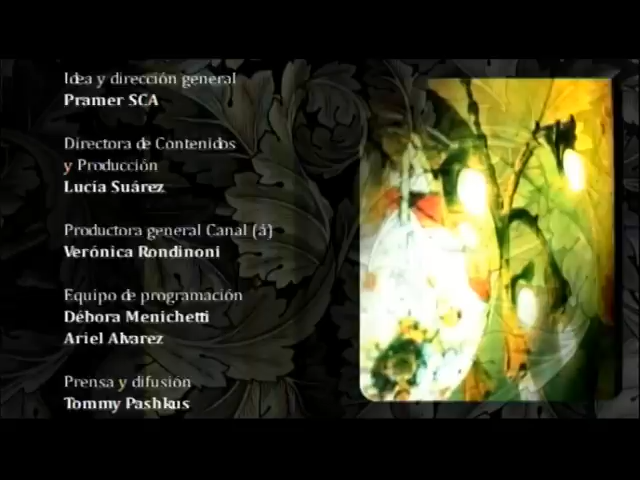 Idea y dirección general
Pramer SCA
Directora de Contenidos
y Producción
Lucía Suárez
Productora general Canal (á)
Verónica Rondinoni
Equipo de programación
Débora Menichetti
Ariel Alvarez
Prensa y difusión
Tommy Pashkus